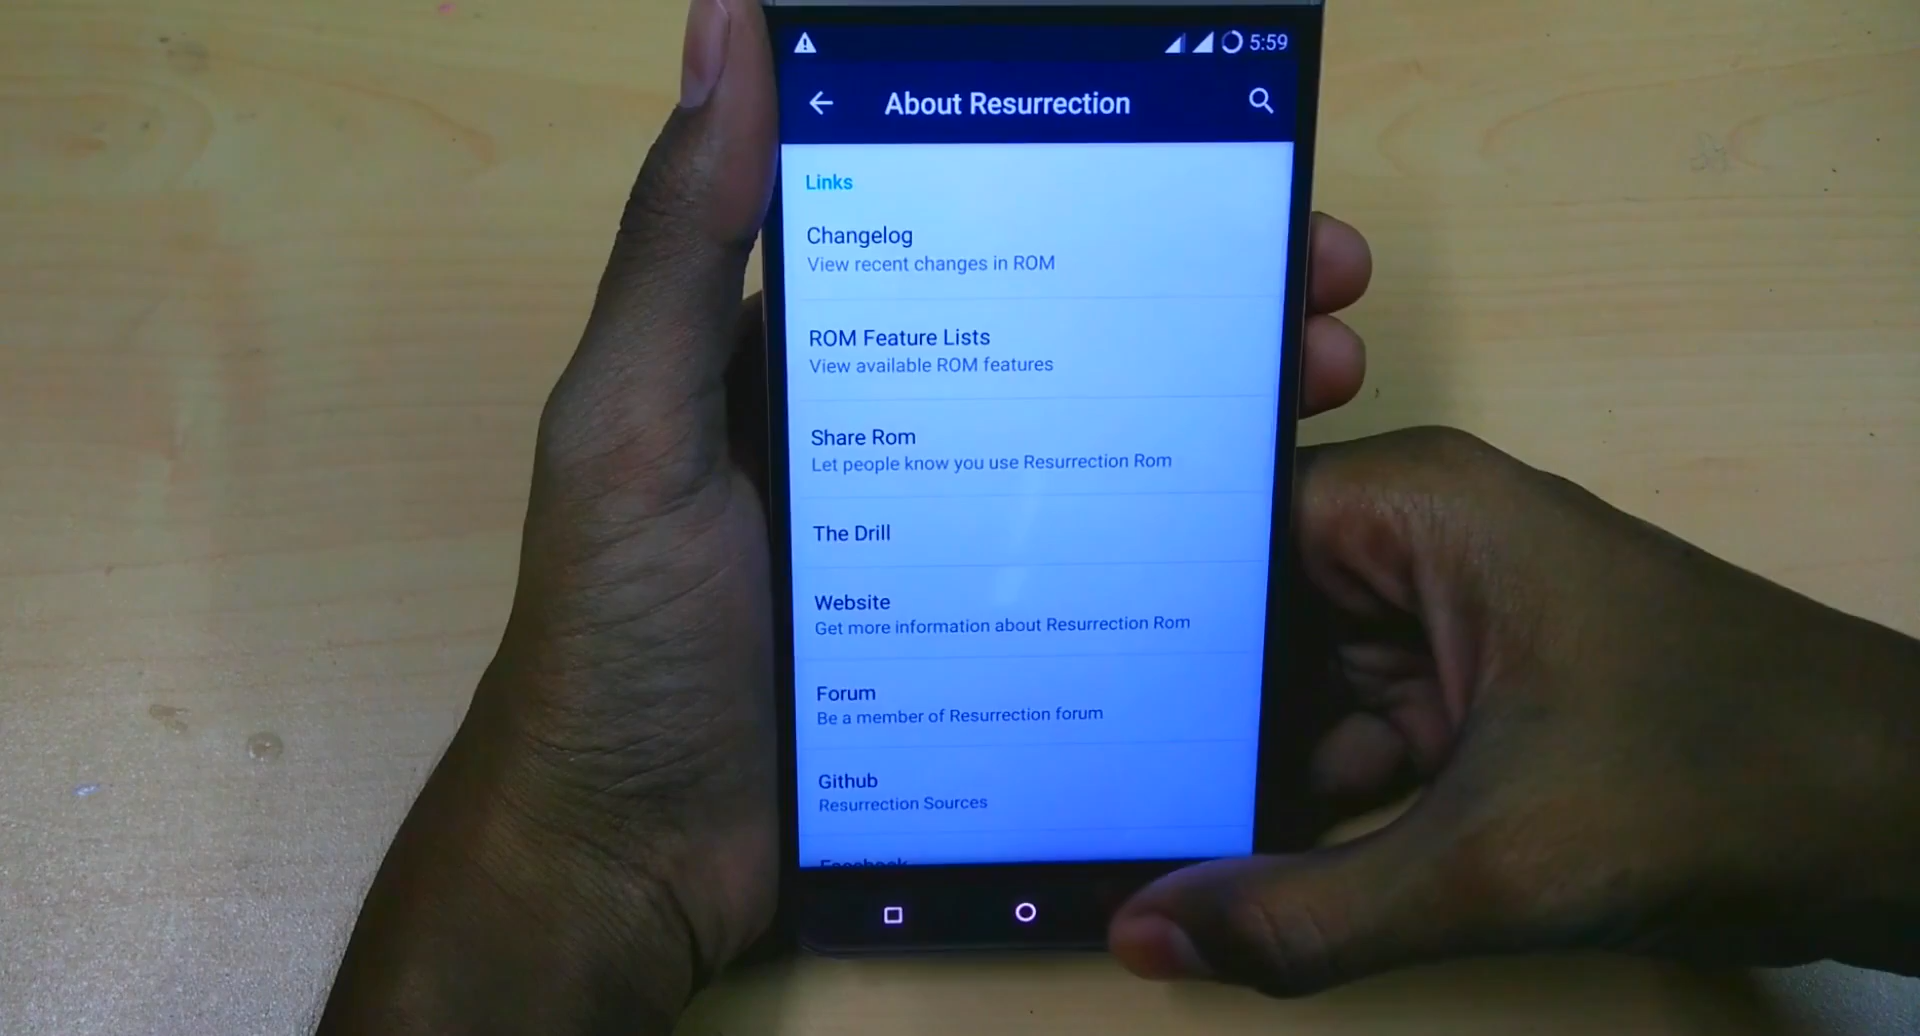 5:59
About Resurrection
Links
Changelog
View recent changes in ROM
ROM Feature Lists
View available ROM features
Share Rom
Let people know you use Resurrection Rom
The Drill
Website
Get more information about Resurrection Rom
Forum
Be a member of Resurrection forum
Github
Resurrection Sources
Facebook